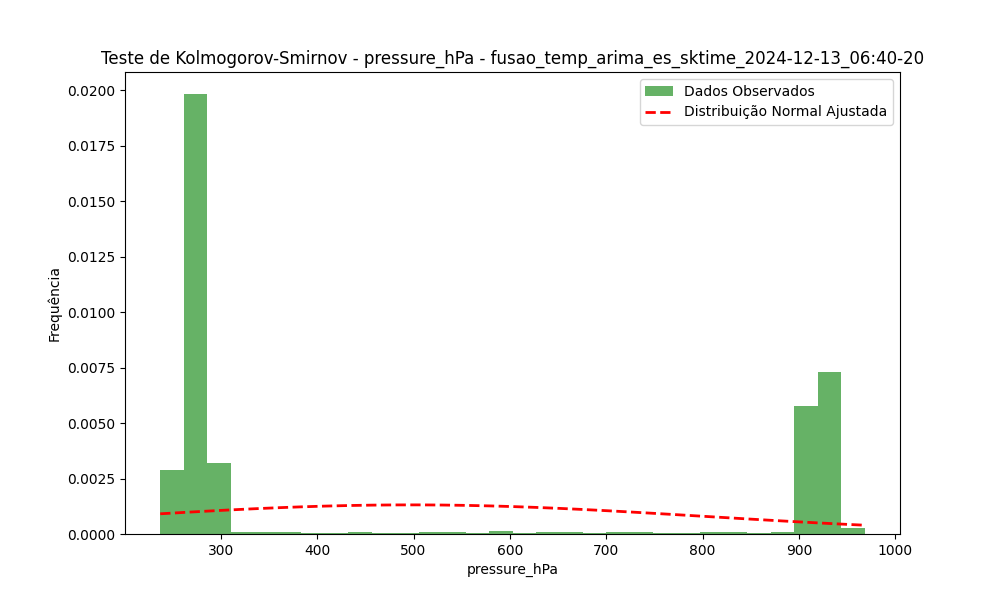 Teste de Kolmogorov-Smirnov - pressure_hPa - fusao_temp_arima_es_sktime_2024-12-13_06:40-20
Dados Observados
Distribuição Normal Ajustada
Frequência
0.0200
0.0175
0.0150
0.0125
0.0100
0.0075
0.0050
0.0025
0.0000
300 400 500 600 700 800 900 1000
pressure_hPa